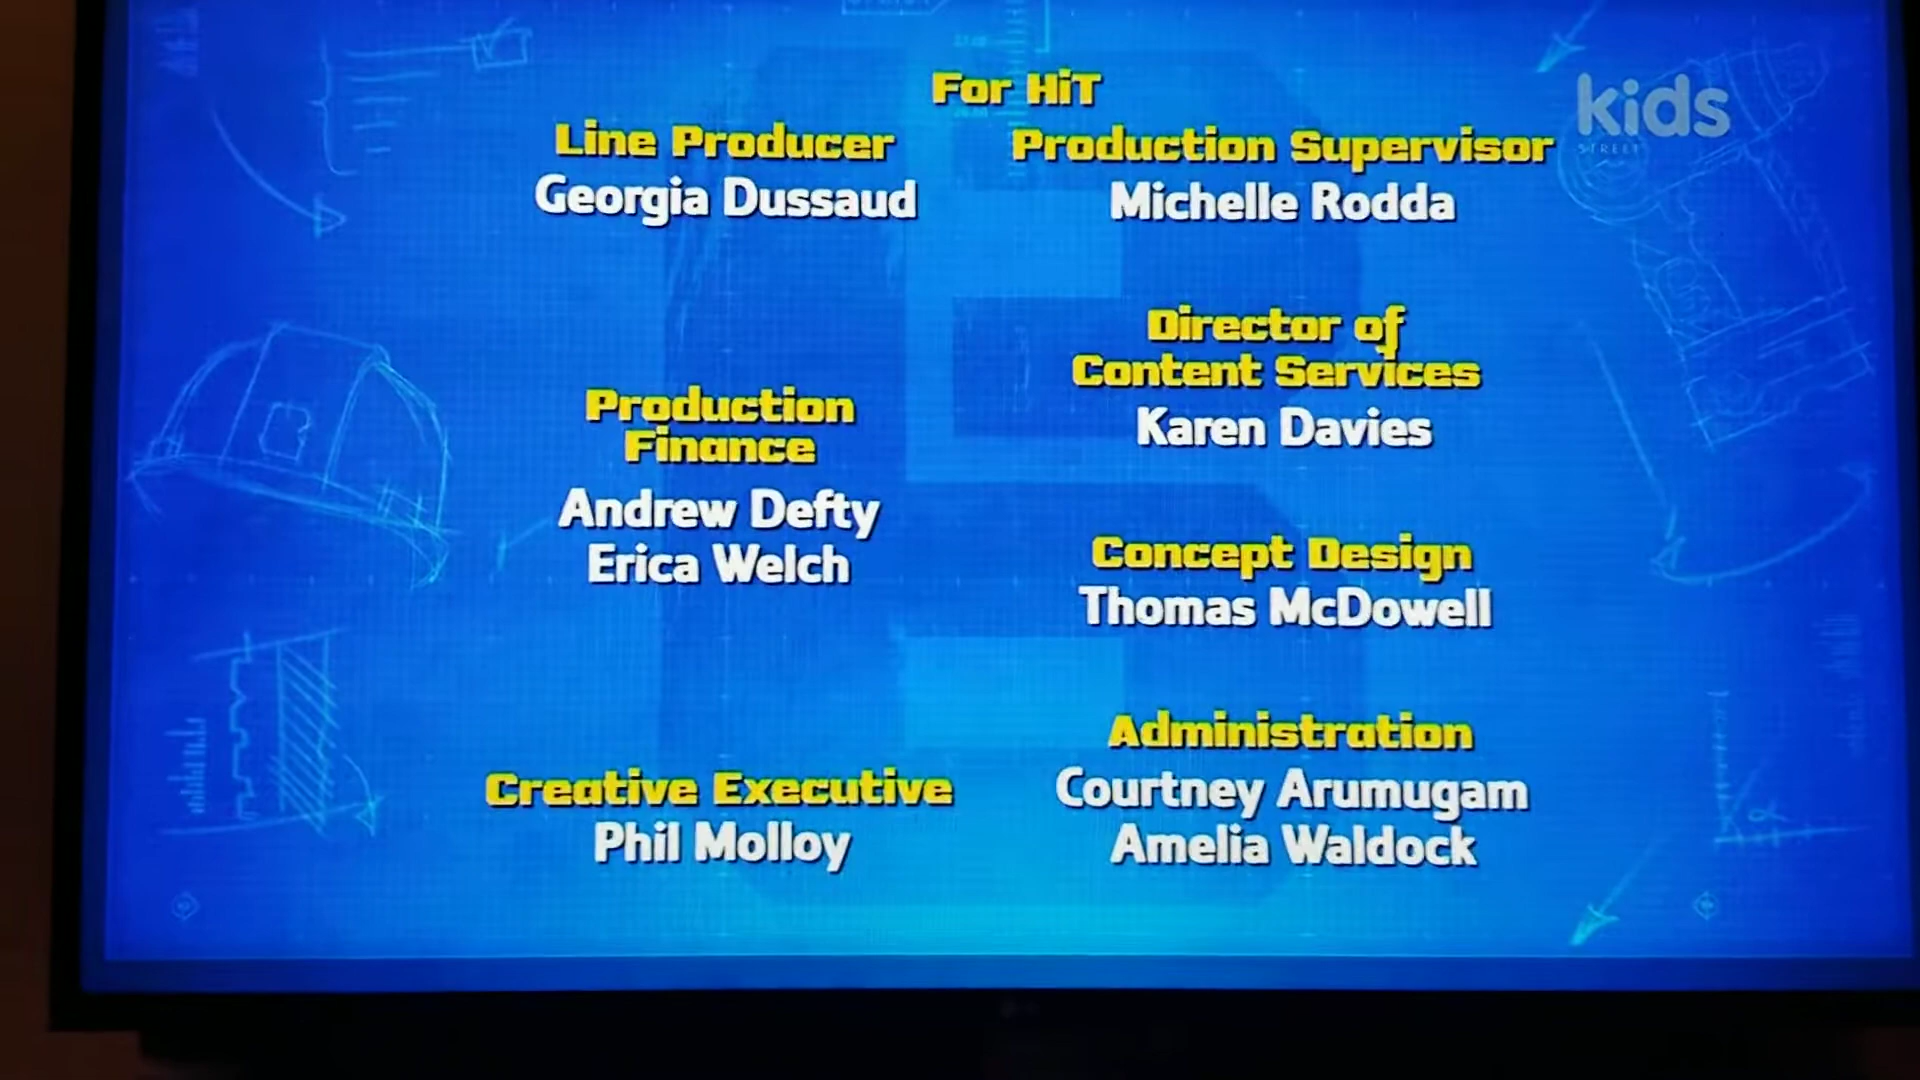 For HiT
kids
STREET
Line Producer
Georgia Dussaud
Production Supervisor
Michelle Rodda
Production
Finance
Andrew Defty
Erica Welch
Director of
Content Services
Karen Davies
Concept Design
Thomas McDowell
Creative Executive
Phil Molloy
Administration
Courtney Arumugam
Amelia Waldock